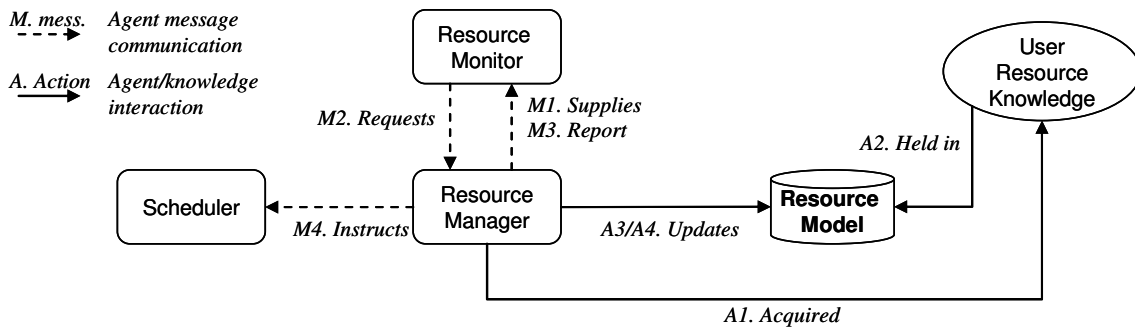 M. mess.
Agent message
communication
A. Action
Agent/knowledge
interaction
Resource
Monitor
User
Resource
Knowledge
M2. Requests
M1. Supplies
M3. Report
A2. Held in
Scheduler
Resource
Manager
Resource
Model
M4. Instructs
A3/A4. Updates
A1. Acquired